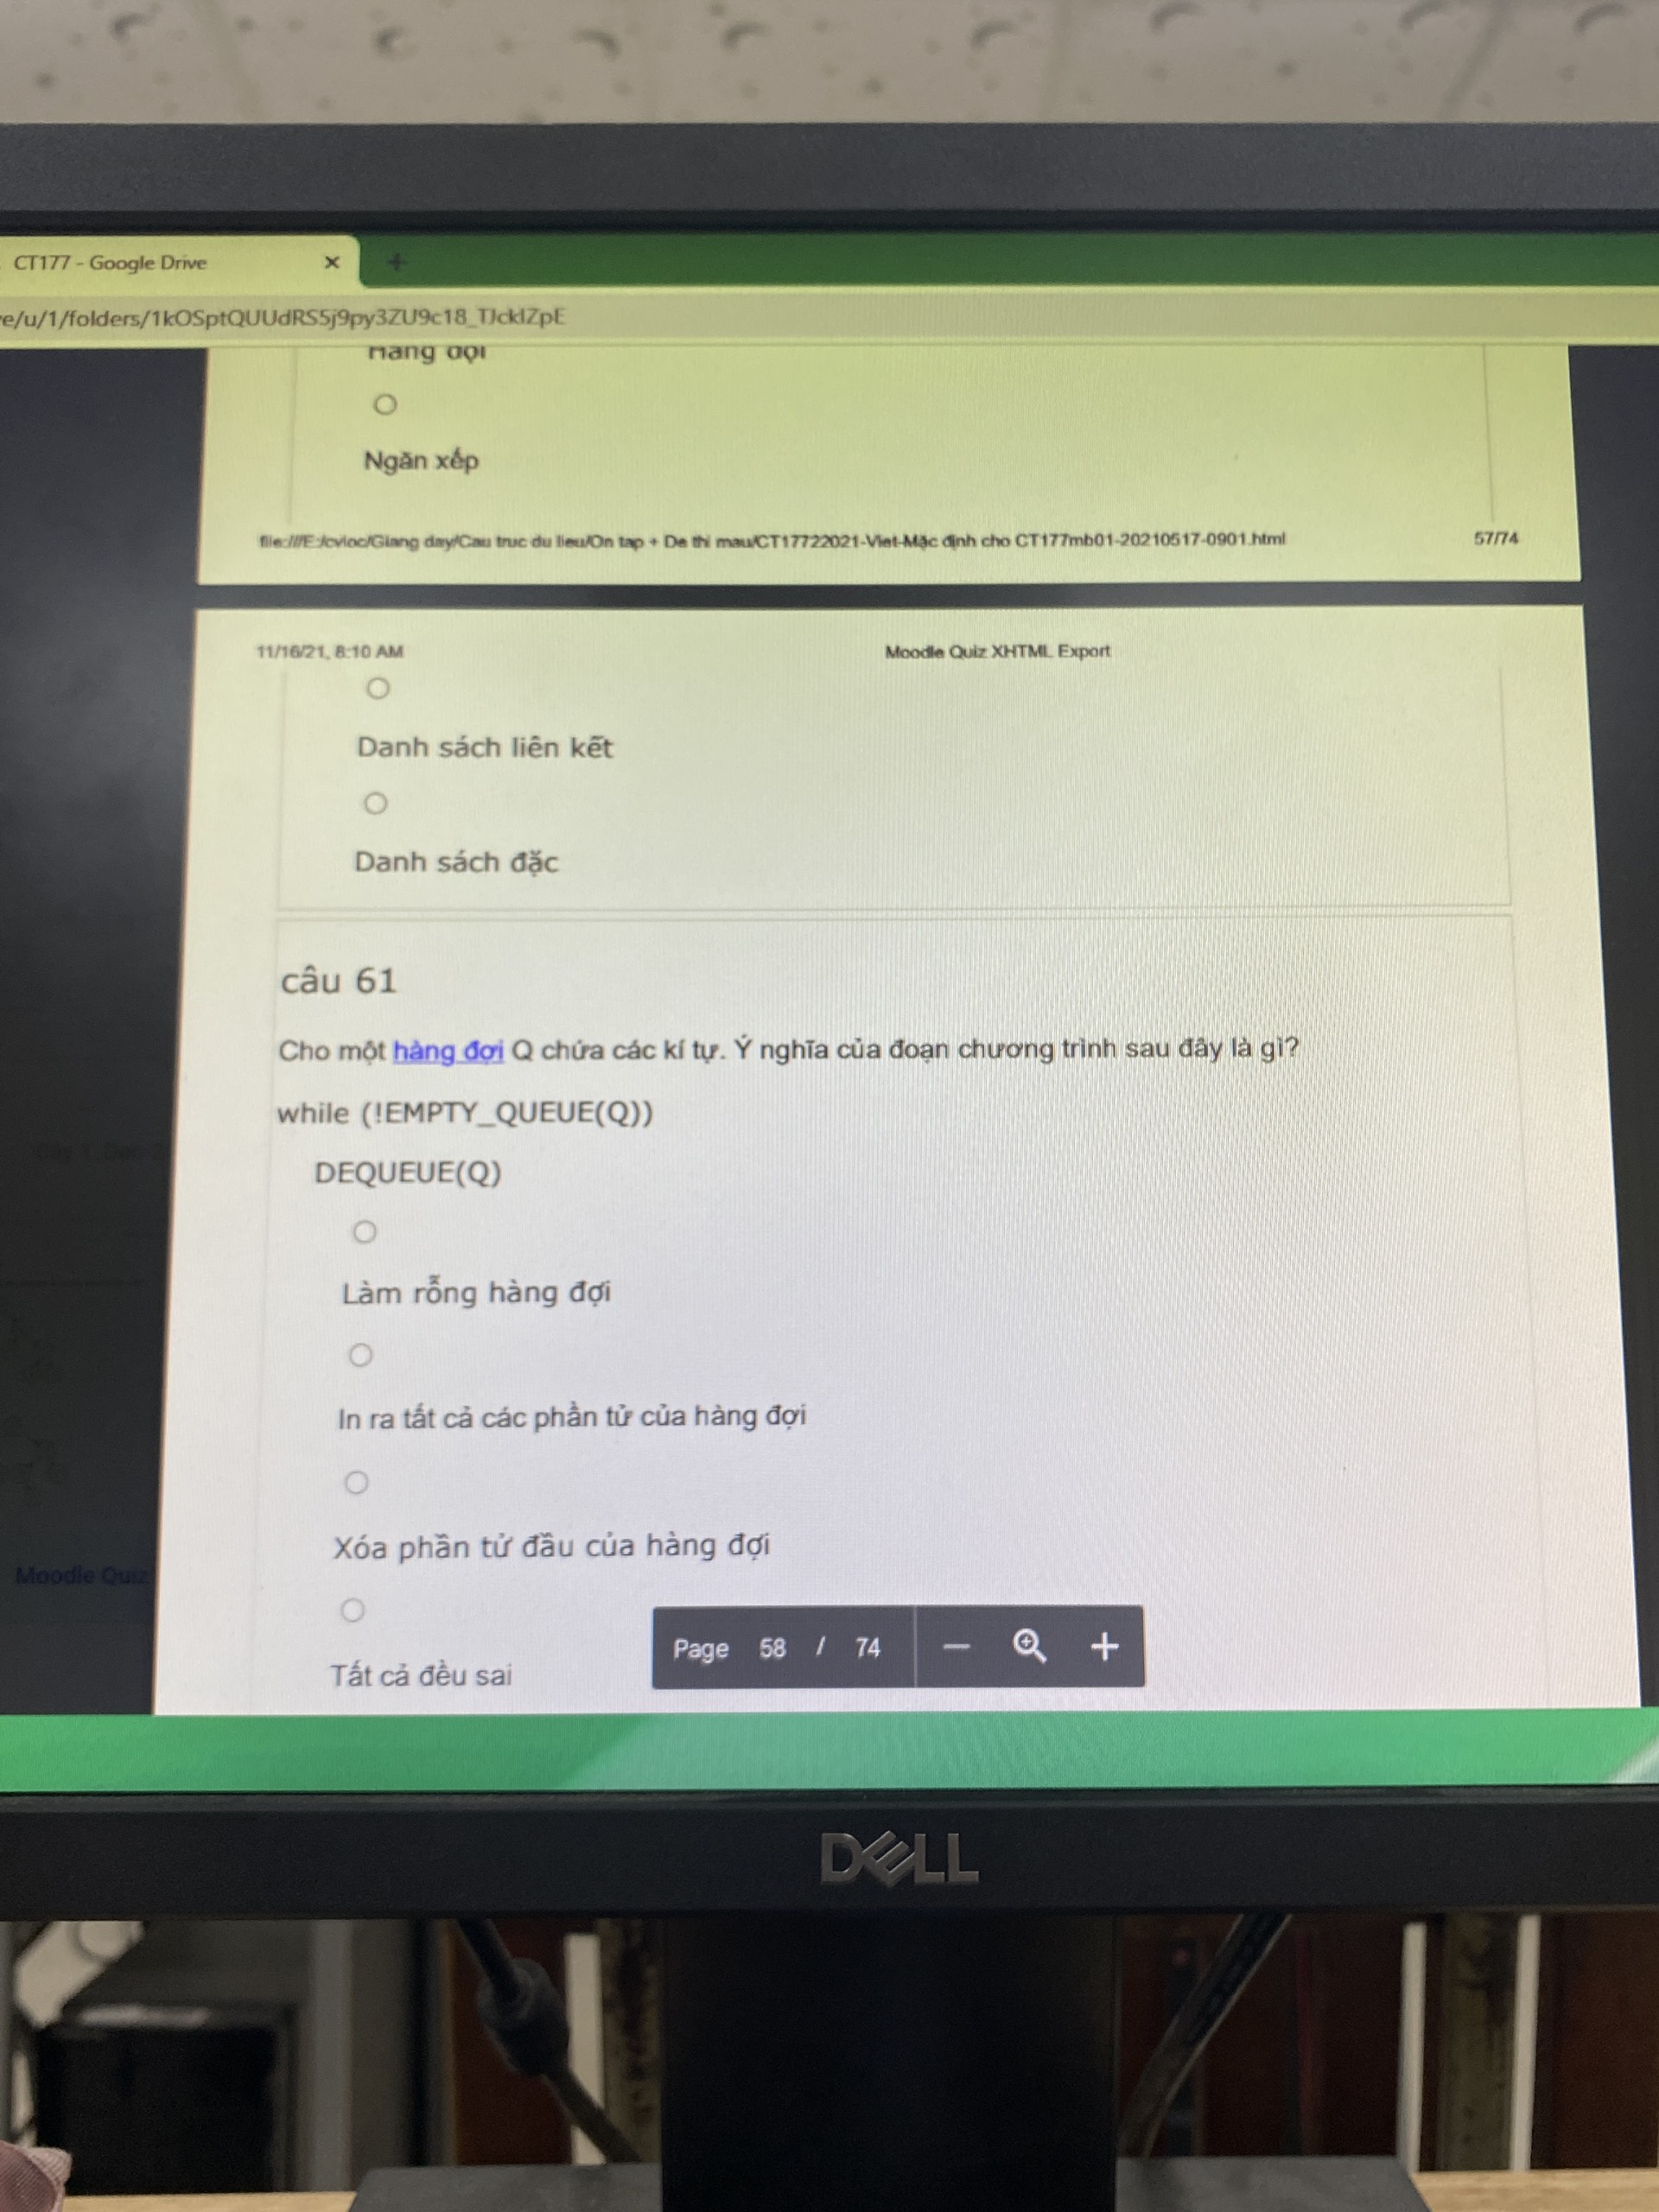 CT177 - Google Drive
e/u/1/folders/1kOSptQUUdRS5j9py3ZU9c18_TJcklZpE
Hàng đợi
Ngăn xếp
file:///E:/cvloc/Giang day/Cau truc du lieu/On tap + De thi mau/CT17722021-Viet-Mặc định cho CT177mb01-20210517-0901.html 57/74
11/16/21, 8:10 AM Moodle Quiz XHTML Export
Danh sách liên kết
Danh sách đặc
câu 61
Cho một hàng đợi Q chứa các kí tự. Ý nghĩa của đoạn chương trình sau đây là gì?
while (!EMPTY_QUEUE(Q))
DEQUEUE(Q)
Làm rỗng hàng đợi
In ra tất cả các phần tử của hàng đợi
Xóa phần tử đầu của hàng đợi
Moodle Quiz
Tất cả đều sai
Page 58 / 74
DELL